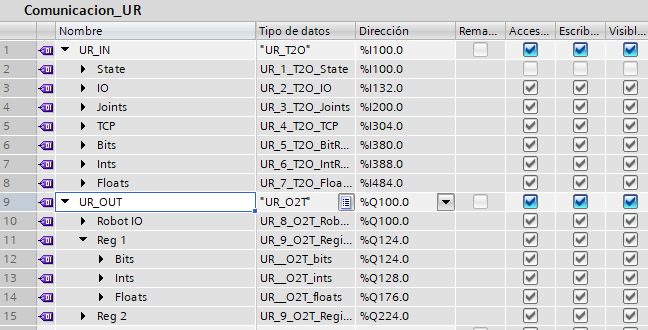 Comunicacion_UR
Nombre Tipo de datos Dirección Rema... Acces... Escrib... Visibl...
1 UR_IN "UR_T2O" %I100.0
2 State UR_1_T2O_State %I100.0
3 IO UR_2_T2O_IO %I132.0
4 Joints UR_3_T2O_Joints %I200.0
5 TCP UR_4_T2O_TCP %I304.0
6 Bits UR_5_T2O_BitR... %I380.0
7 Ints UR_6_T2O_IntR... %I388.0
8 Floats UR_7_T2O_Floa... %I484.0
9 UR_OUT "UR_O2T" %Q100.0
10 Robot IO UR_8_O2T_Rob... %Q100.0
11 Reg 1 UR_9_O2T_Regi... %Q124.0
12 Bits UR__O2T_bits %Q124.0
13 Ints UR__O2T_ints %Q128.0
14 Floats UR__O2T_floats %Q176.0
15 Reg 2 UR_9_O2T_Regi... %Q224.0